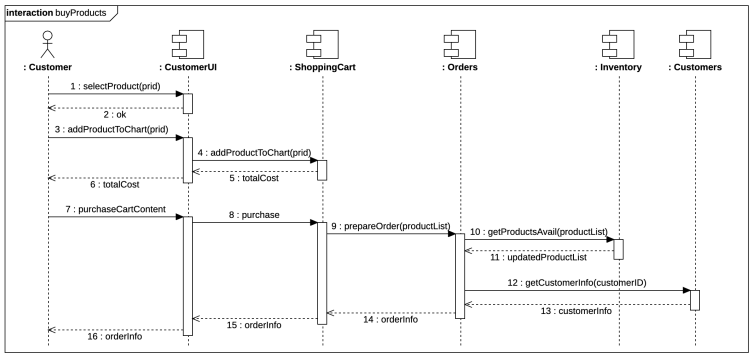 interaction buyProducts
: Customer
: CustomerUI
: ShoppingCart
: Orders
: Inventory
: Customers
1 : selectProduct(prid)
2 : ok
3 : addProductToChart(prid)
4 : addProductToChart(prid)
5 : totalCost
6 : totalCost
7 : purchaseCartContent
8 : purchase
9 : prepareOrder(productList)
10 : getProductsAvail(productList)
11 : updatedProductList
12 : getCustomerInfo(customerID)
13 : customerInfo
14 : orderInfo
15 : orderInfo
16 : orderInfo